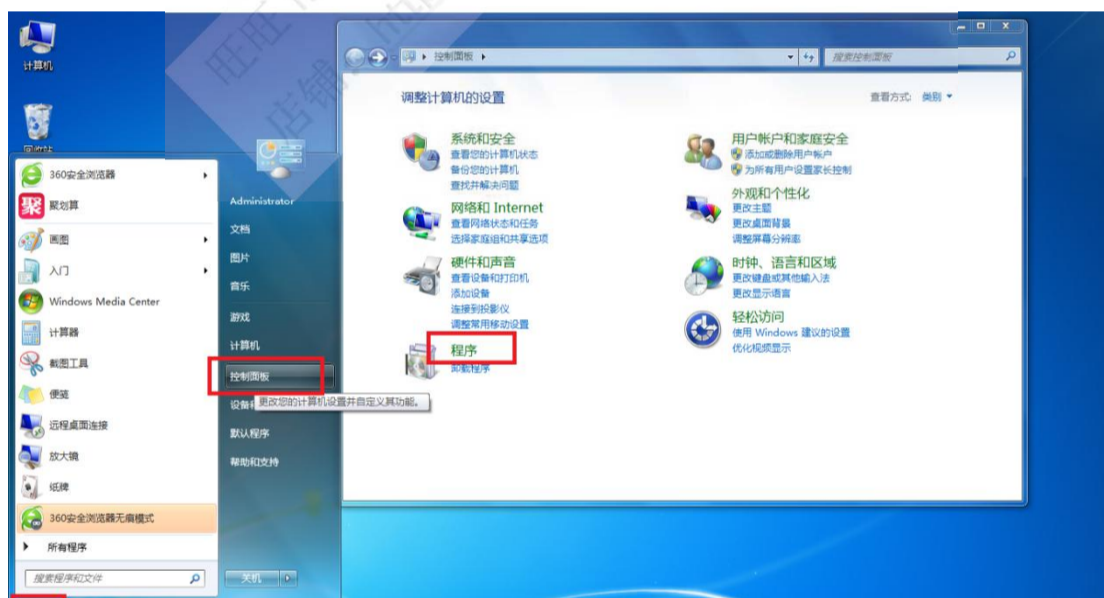 计算机
回收站
360安全浏览器
聚划算
画图
入门
Windows Media Center
计算器
截图工具
便笺
远程桌面连接
放大镜
纸牌
360安全浏览器无痕模式
所有程序
搜索程序和文件
Administrator
文档
图片
音乐
游戏
计算机
控制面板
更改您的计算机设置并自定义其功能。
默认程序
帮助和支持
关机
控制面板
搜索控制面板
调整计算机的设置
查看方式: 类别
系统和安全
查看您的计算机状态
备份您的计算机
查找并解决问题
网络和 Internet
查看网络状态和任务
选择家庭组和共享选项
硬件和声音
查看设备和打印机
添加设备
连接到投影仪
调整常用移动设置
程序
卸载程序
用户帐户和家庭安全
添加或删除用户帐户
为所有用户设置家长控制
外观和个性化
更改主题
更改桌面背景
调整屏幕分辨率
时钟、语言和区域
更改键盘或其他输入法
更改显示语言
轻松访问
使用 Windows 建议的设置
优化视频显示